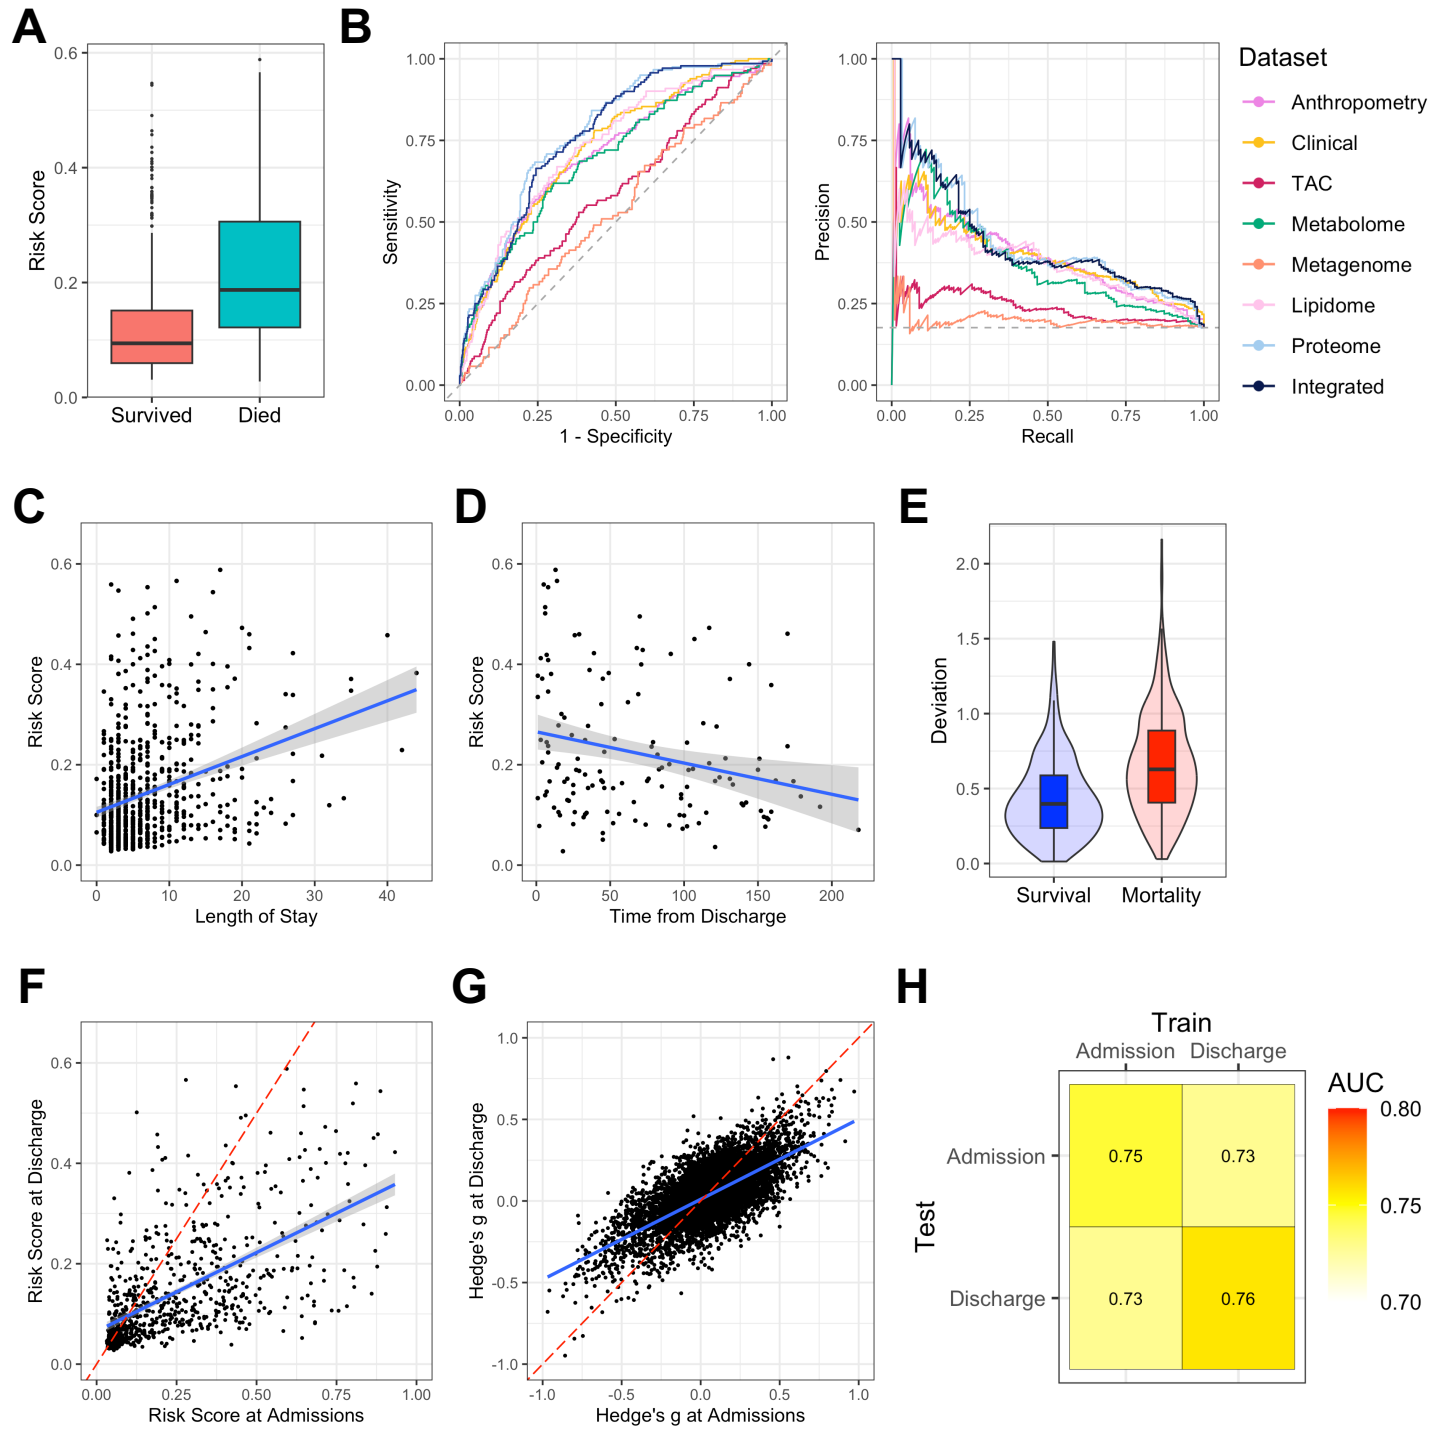 A
0.6
0.4
0.2
0.0
Risk Score
Survived
Died
B
1.00
0.75
0.50
0.25
0.00
Sensitivity
0.00
0.25
0.50
0.75
1.00
1 - Specificity
1.00
0.75
0.50
0.25
0.00
Precision
0.00
0.25
0.50
0.75
1.00
Recall
Dataset
Anthropometry
Clinical
TAC
Metabolome
Metagenome
Lipidome
Proteome
Integrated
C
0.6
0.4
0.2
0.0
Risk Score
0
10
20
30
40
Length of Stay
D
0.6
0.4
0.2
0.0
Risk Score
0
50
100
150
200
Time from Discharge
E
2.0
1.5
1.0
0.5
0.0
Deviation
Survival
Mortality
F
0.6
0.4
0.2
0.0
Risk Score at Discharge
0.00
0.25
0.50
0.75
1.00
Risk Score at Admissions
G
1.0
0.5
0.0
-0.5
-1.0
Hedge's g at Discharge
-1.0
-0.5
0.0
0.5
1.0
Hedge's g at Admissions
H
Train
Admission
Discharge
Test
Admission
0.75
0.73
Discharge
0.73
0.76
AUC
0.80
0.75
0.70